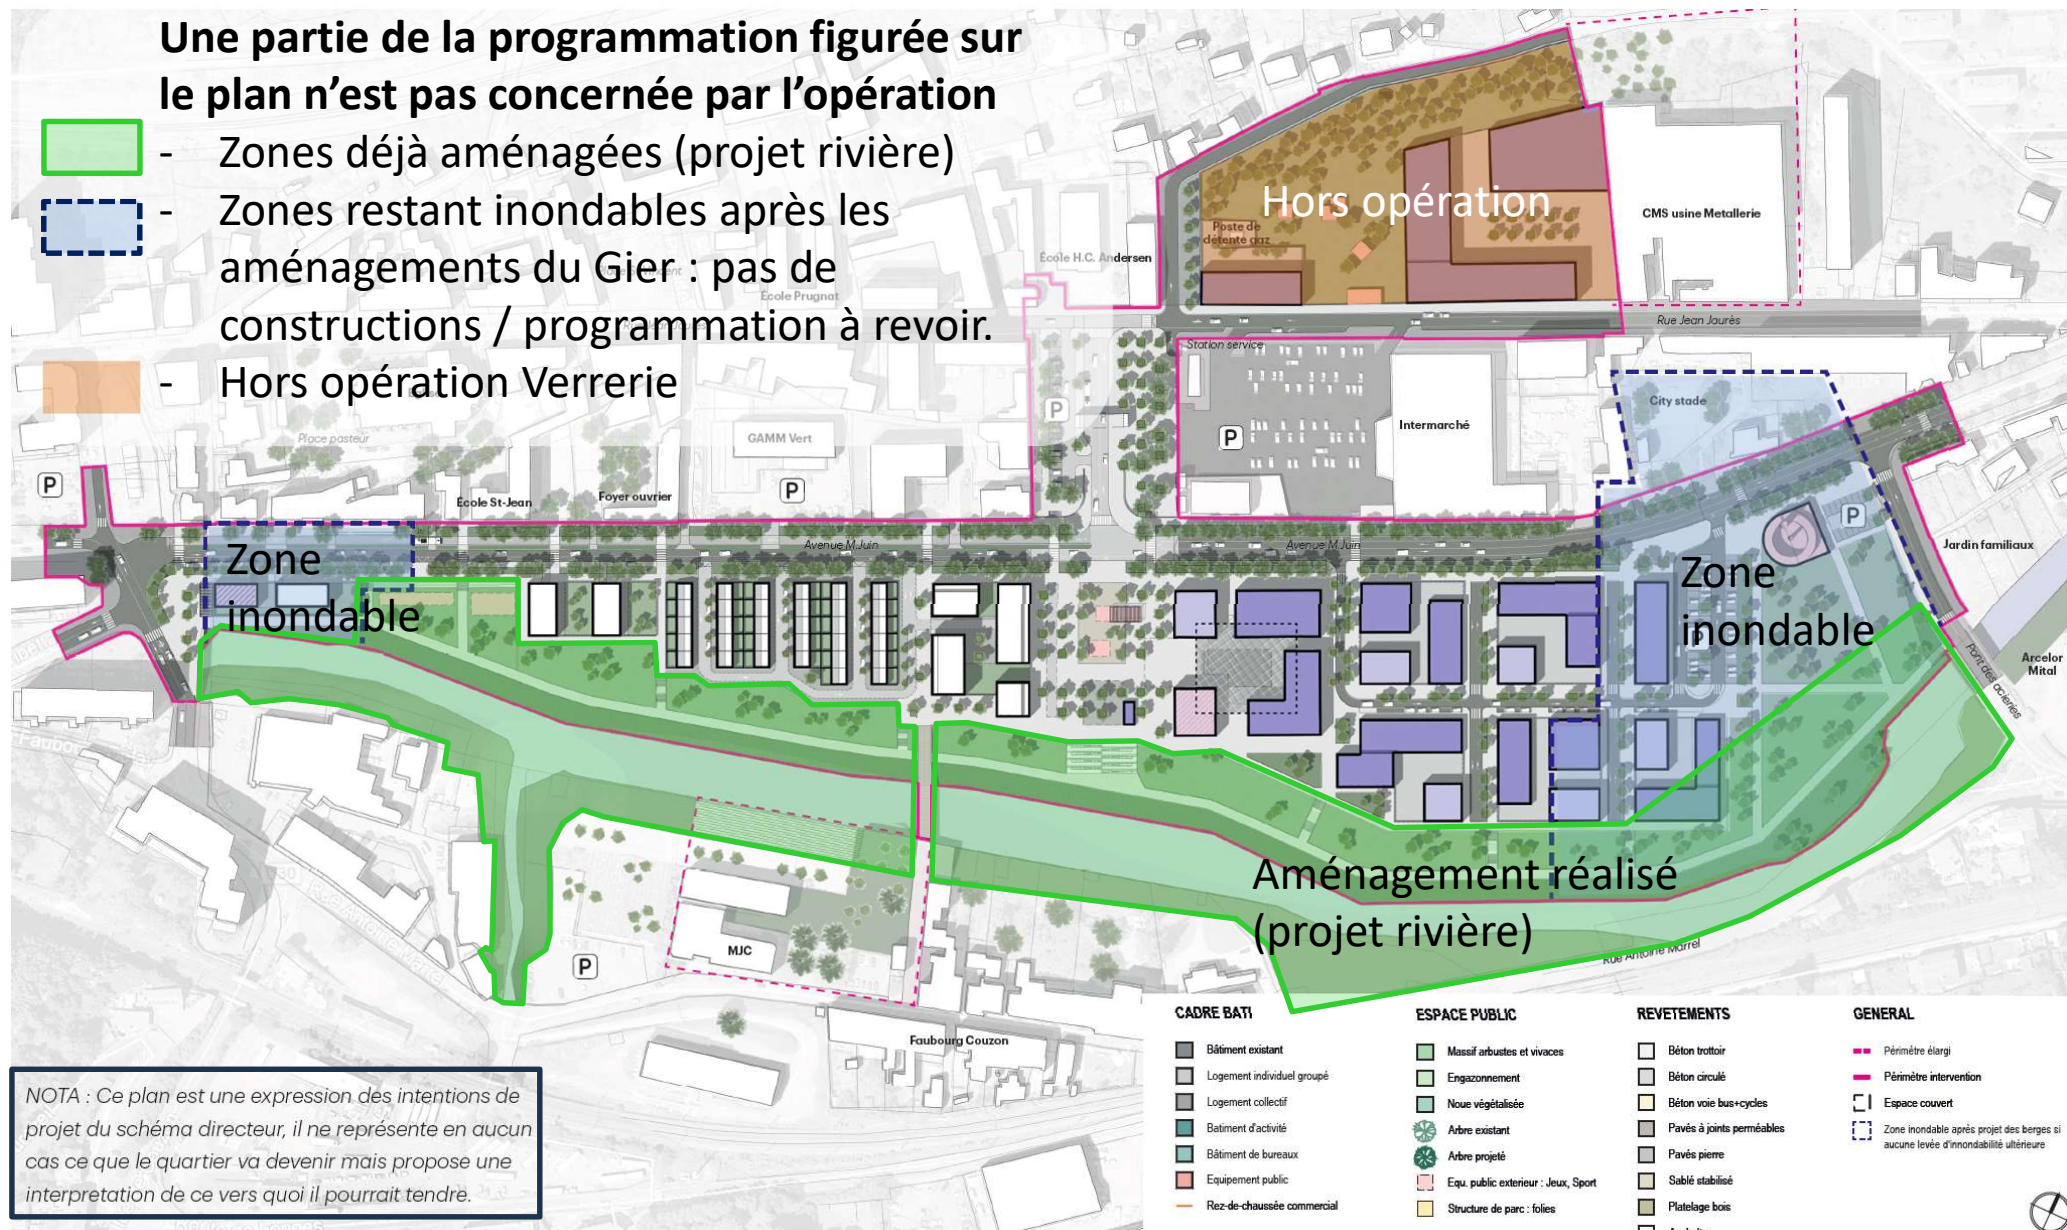 Une partie de la programmation figurée sur
le plan n’est pas concernée par l’opération
- Zones déjà aménagées (projet rivière)
- Zones restant inondables après les
aménagements du Gier : pas de
constructions / programmation à revoir.
- Hors opération Verrerie
Hors opération
Poste de
détente gaz
CMS usine Metallerie
École H.C. Andersen
École Prugnat
Rue Jean Jaurès
Station service
Rue Jean Jaurès
City stade
Intermarché
P
P
Place pasteur
GAMM Vert
P
École St-Jean
Foyer ouvrier
P
P
Jardin familiaux
Avenue M.Juin
Avenue M.Juin
Zone
inondable
Zone
inondable
P
Pont des acieries
Arcelor
Mital
Aménagement réalisé
(projet rivière)
Rue Antoine Marrel
MJC
P
Faubourg Couzon
NOTA : Ce plan est une expression des intentions de
projet du schéma directeur, il ne représente en aucun
cas ce que le quartier va devenir mais propose une
interpretation de ce vers quoi il pourrait tendre.
CADRE BATI
Bâtiment existant
Logement individuel groupé
Logement collectif
Batiment d'activité
Bâtiment de bureaux
Equipement public
Rez-de-chaussée commercial
ESPACE PUBLIC
Massif arbustes et vivaces
Engazonnement
Noue végétalisée
Arbre existant
Arbre projeté
Equ. public exterieur : Jeux, Sport
Structure de parc : folies
REVETEMENTS
Béton trottoir
Béton circulé
Béton voie bus+cycles
Pavés à joints perméables
Pavés pierre
Sablé stabilisé
Platelage bois
GENERAL
Périmètre élargi
Périmètre intervention
Espace couvert
Zone inondable après projet des berges si
aucune levée d'innondabilité ultérieure